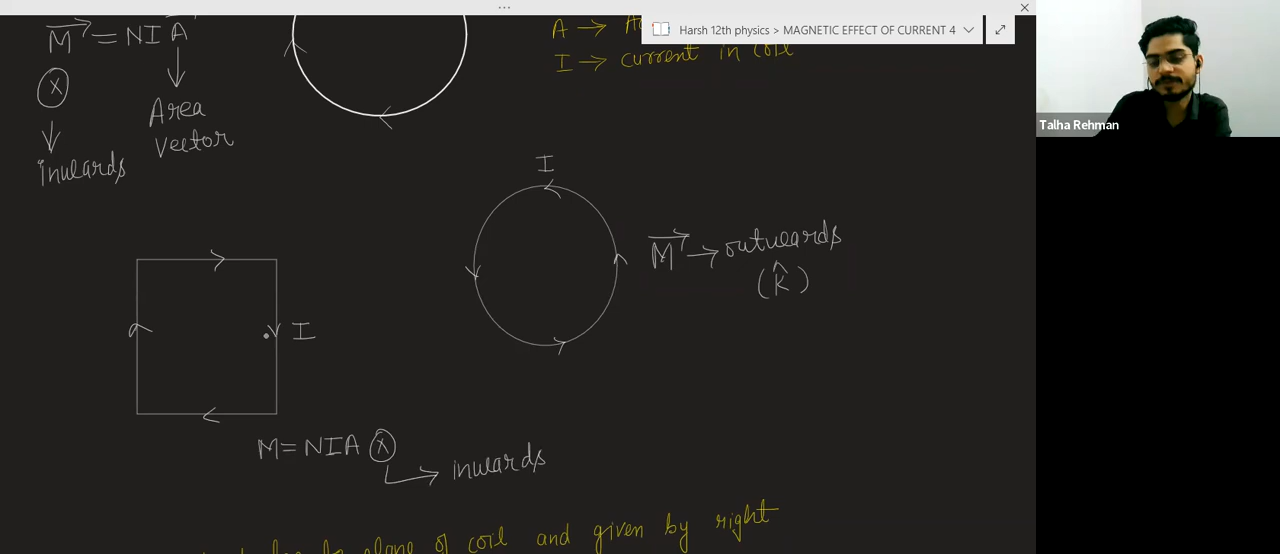 M = NI A
A → A
Harsh 12th physics > MAGNETIC EFFECT OF CURRENT 4
I → current in coil
X
Area
vector
inwards
I
M → outwards
(k̂)
I
M = NIA X
inwards
plane of coil and given by right
Talha Rehman